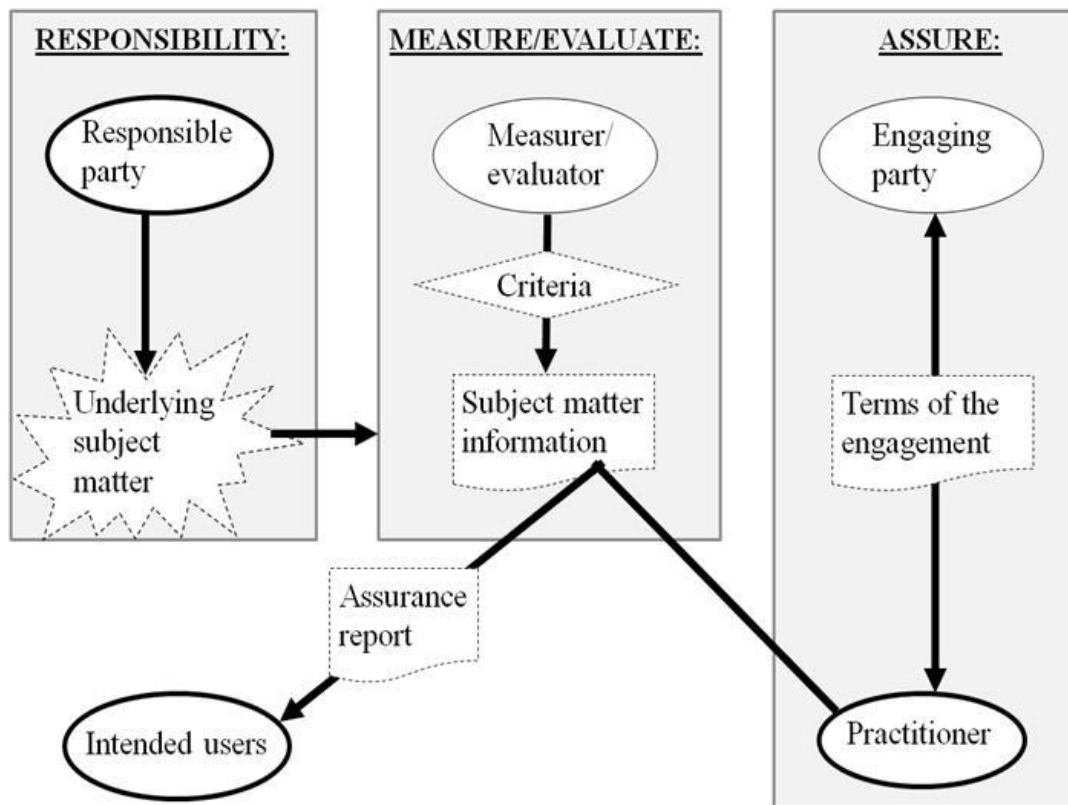 RESPONSIBILITY:
Responsible
party
Underlying
subject
matter
MEASURE/EVALUATE:
Measurer/
evaluator
Criteria
Subject matter
information
ASSURE:
Engaging
party
Terms of the
engagement
Practitioner
Assurance
report
Intended users